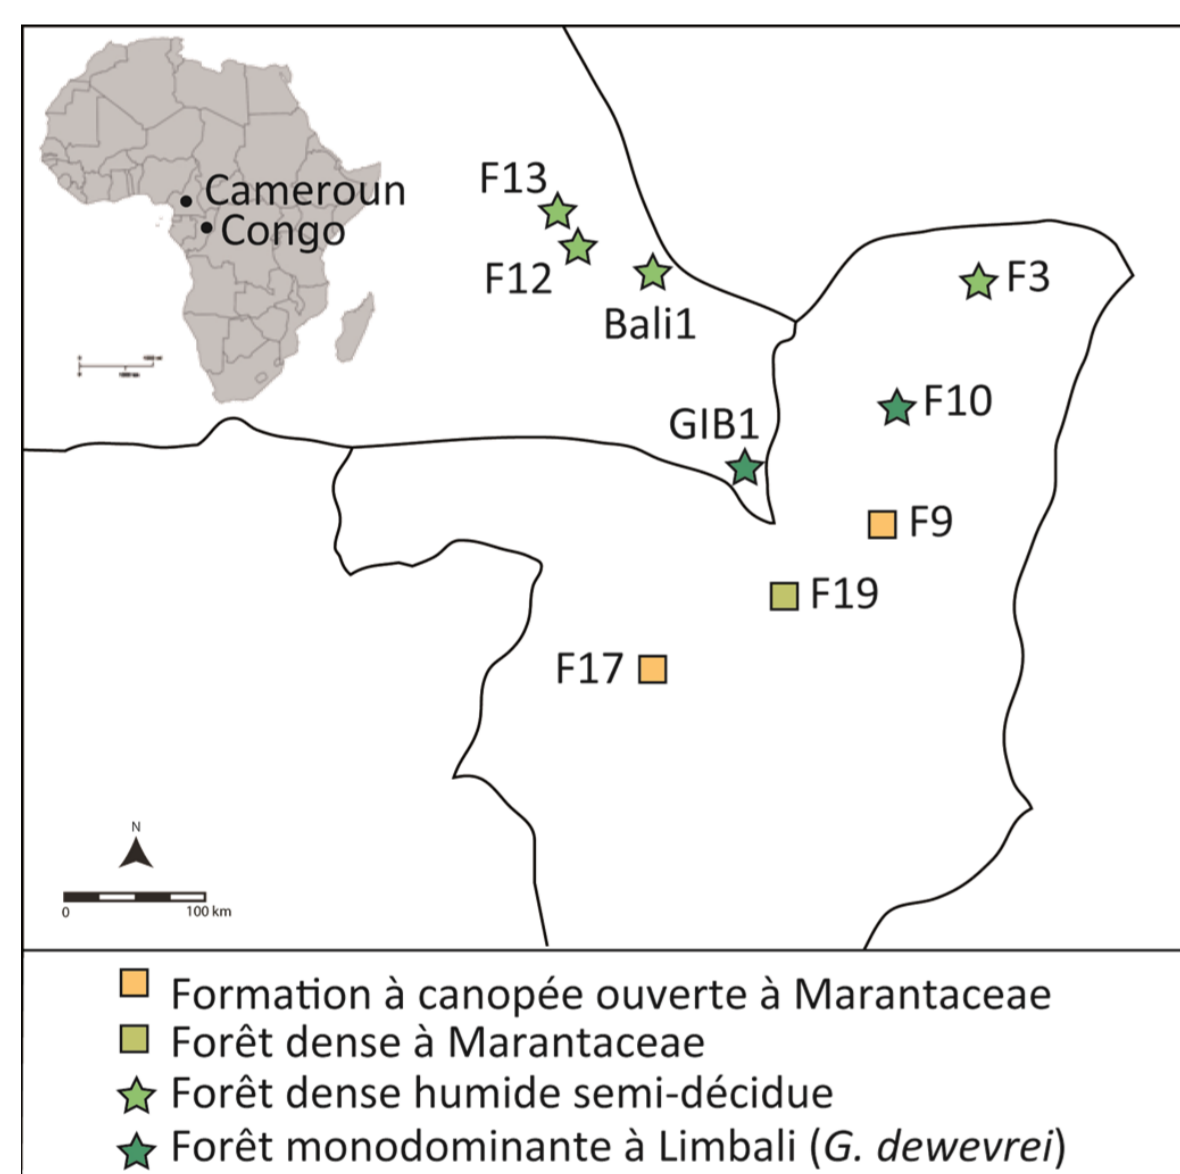 Cameroun
Congo
F13
F12
Bali1
F3
F10
GIB1
F9
F19
F17
N
0 100 km
Formation à canopée ouverte à Marantaceae
Forêt dense à Marantaceae
Forêt dense humide semi-décidue
Forêt monodominante à Limbali (G. dewevrei)